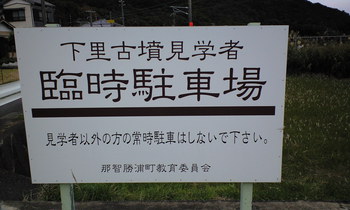 下里古墳見学者
臨時駐車場
見学者以外の方の常時駐車はしないで下さい。
那智勝浦町教育委員会